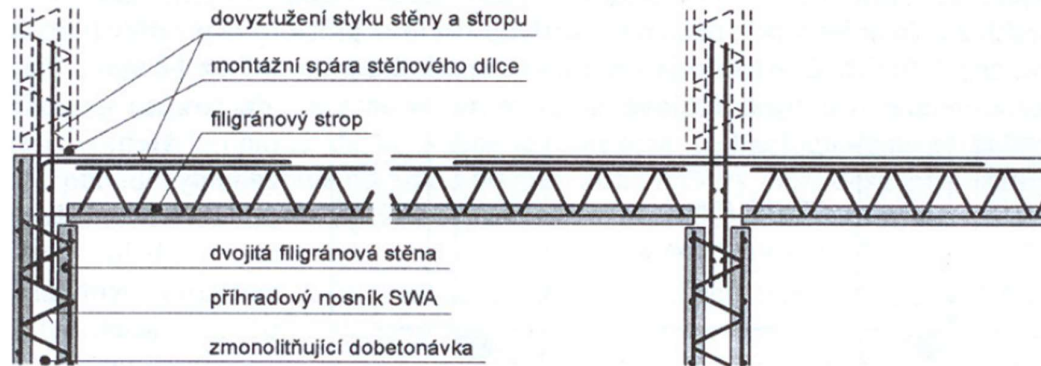 dovyztužení styku stěny a stropu
montážní spára stěnového dílce
filigránový strop
dvojitá filigránová stěna
příhradový nosník SWA
zmonolitňující dobetonávka